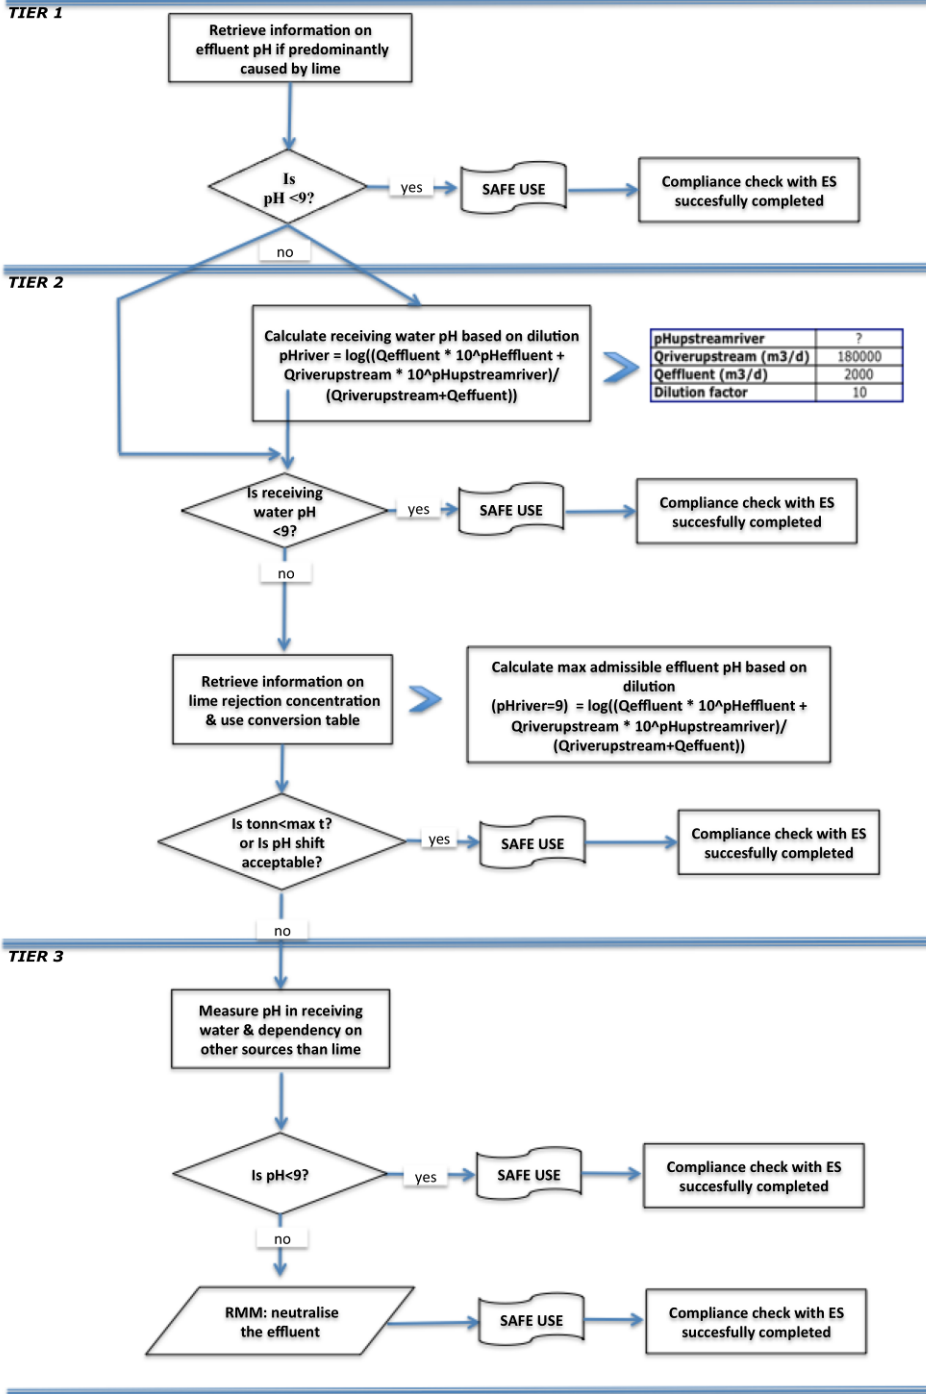 TIER 1
Retrieve information on
effluent pH if predominantly
caused by lime
Is
pH <9?
yes
SAFE USE
Compliance check with ES
succesfully completed
no
TIER 2
Calculate receiving water pH based on dilution
pHriver = log((Qeffluent * 10^pHeffluent +
Qriverupstream * 10^pHupstreamriver)/
(Qriverupstream+Qeffuent))
pHupstreamriver ?
Qriverupstream (m3/d) 180000
Qeffluent (m3/d) 2000
Dilution factor 10
Is receiving
water pH
<9?
yes
SAFE USE
Compliance check with ES
succesfully completed
no
Retrieve information on
lime rejection concentration
& use conversion table
Calculate max admissible effluent pH based on
dilution
(pHriver=9) = log((Qeffluent * 10^pHeffluent +
Qriverupstream * 10^pHupstreamriver)/
(Qriverupstream+Qeffuent))
Is tonn<max t?
or Is pH shift
acceptable?
yes
SAFE USE
Compliance check with ES
succesfully completed
no
TIER 3
Measure pH in receiving
water & dependency on
other sources than lime
Is pH<9?
yes
SAFE USE
Compliance check with ES
succesfully completed
no
RMM: neutralise
the effluent
SAFE USE
Compliance check with ES
succesfully completed